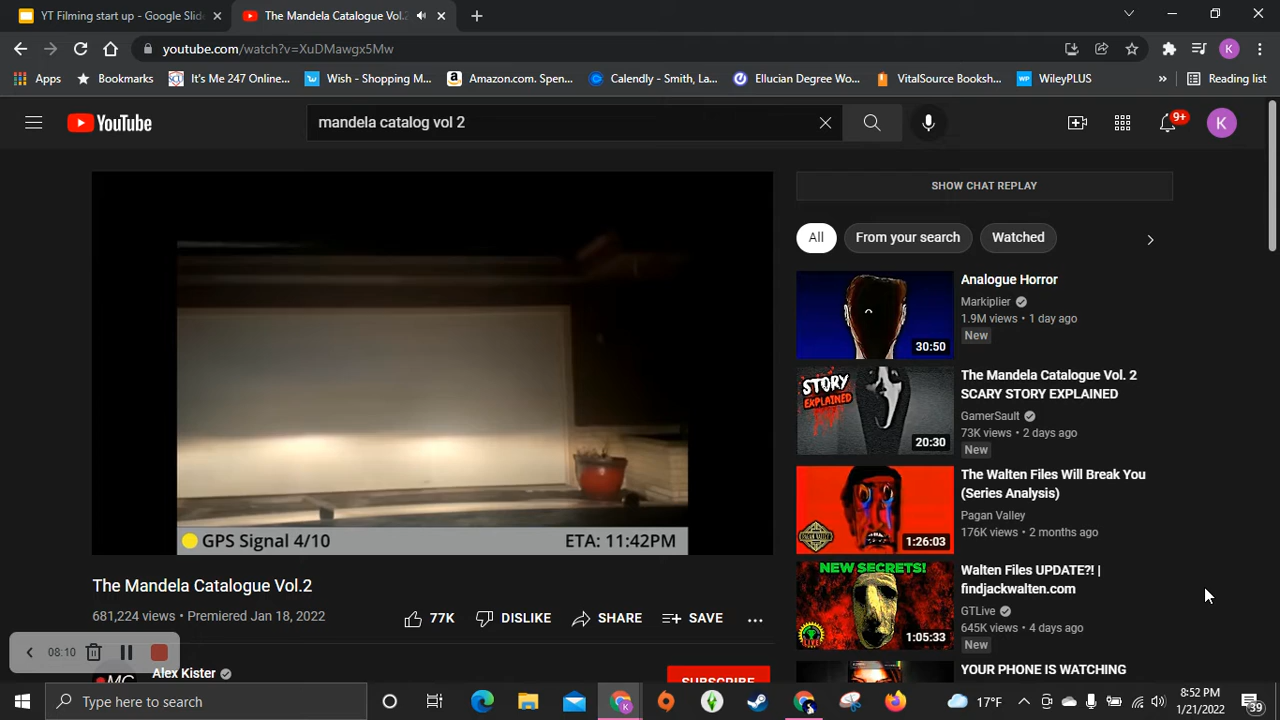 YT Filming start up - Google Slide
The Mandela Catalogue Vol.2
youtube.com/watch?v=XuDMawgx5Mw
K
Apps
Bookmarks
It's Me 247 Online...
Wish - Shopping M...
Amazon.com. Spen...
Calendly - Smith, La...
Ellucian Degree Wo...
VitalSource Booksh...
WileyPLUS
»
Reading list
YouTube
mandela catalog vol 2
9+
K
SHOW CHAT REPLAY
All
From your search
Watched
Analogue Horror
Markiplier
1.9M views • 1 day ago
New
30:50
STORY
EXPLAINED
The Mandela Catalogue Vol. 2
SCARY STORY EXPLAINED
GamerSault
73K views • 2 days ago
New
20:30
The Walten Files Will Break You
(Series Analysis)
Pagan Valley
176K views • 2 months ago
1:26:03
NEW SECRETS!
Walten Files UPDATE?! |
findjackwalten.com
GTLive
645K views • 4 days ago
New
1:05:33
YOUR PHONE IS WATCHING
GPS Signal 4/10
ETA: 11:42PM
The Mandela Catalogue Vol.2
681,224 views • Premiered Jan 18, 2022
77K
DISLIKE
SHARE
SAVE
08:10
MC
Alex Kister
SUBSCRIBE
Type here to search
17°F
8:52 PM
1/21/2022
39